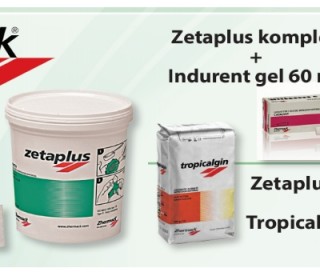 k
®
Zetaplus komple
+
Indurent gel 60 m
zetaplus
tropicalgin
Zetaplu
Tropical